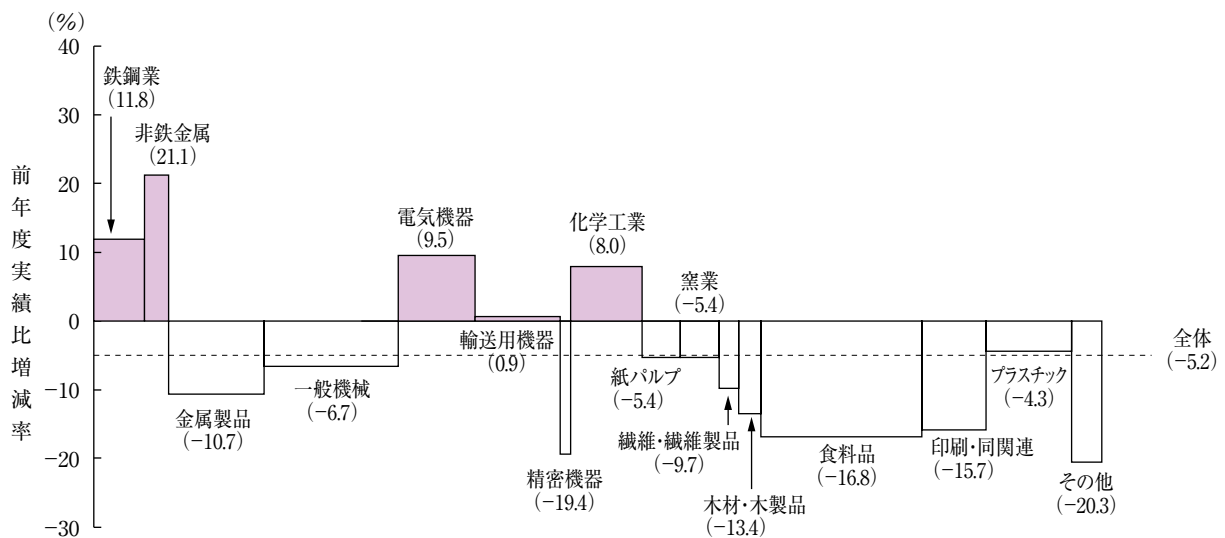 (%)
40
30
20
10
0
−10
−20
−30
前年度実績比増減率
鉄鋼業
(11.8)
非鉄金属
(21.1)
金属製品
(−10.7)
一般機械
(−6.7)
電気機器
(9.5)
輸送用機器
(0.9)
精密機器
(−19.4)
化学工業
(8.0)
紙パルプ
(−5.4)
窯業
(−5.4)
繊維・繊維製品
(−9.7)
木材・木製品
(−13.4)
食料品
(−16.8)
印刷・同関連
(−15.7)
プラスチック
(−4.3)
その他
(−20.3)
全体
(−5.2)